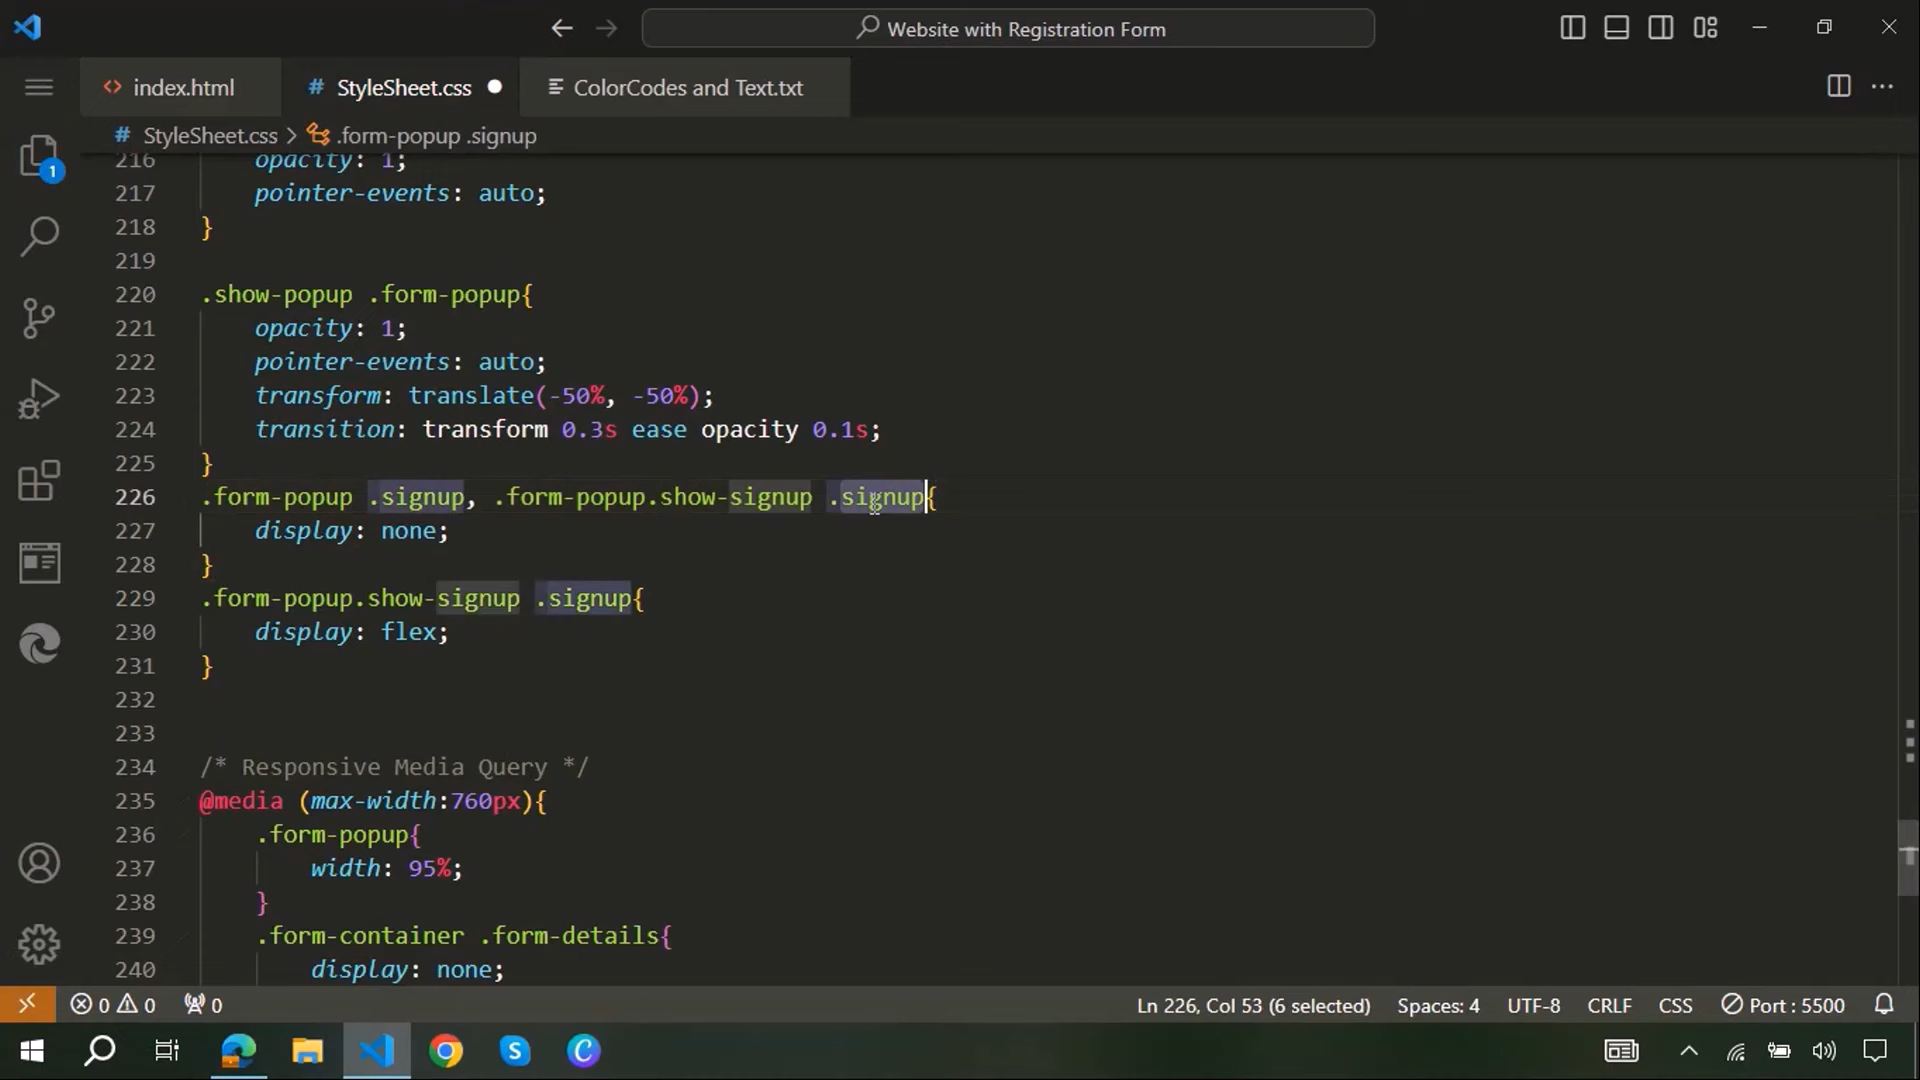 Website with Registration Form
<> index.html
# StyleSheet.css
ColorCodes and Text.txt
# StyleSheet.css > .form-popup .signup
1
216 opacity: 1;
217 pointer-events: auto;
218 }
219
220 .show-popup .form-popup{
221 opacity: 1;
222 pointer-events: auto;
223 transform: translate(-50%, -50%);
224 transition: transform 0.3s ease opacity 0.1s;
225 }
226 .form-popup .signup, .form-popup.show-signup .signup{
227 display: none;
228 }
229 .form-popup.show-signup .signup{
230 display: flex;
231 }
232
233
234 /* Responsive Media Query */
235 @media (max-width:760px){
236 .form-popup{
237 width: 95%;
238 }
239 .form-container .form-details{
240 display: none;
0 0 0
Ln 226, Col 53 (6 selected) Spaces: 4 UTF-8 CRLF CSS Port : 5500